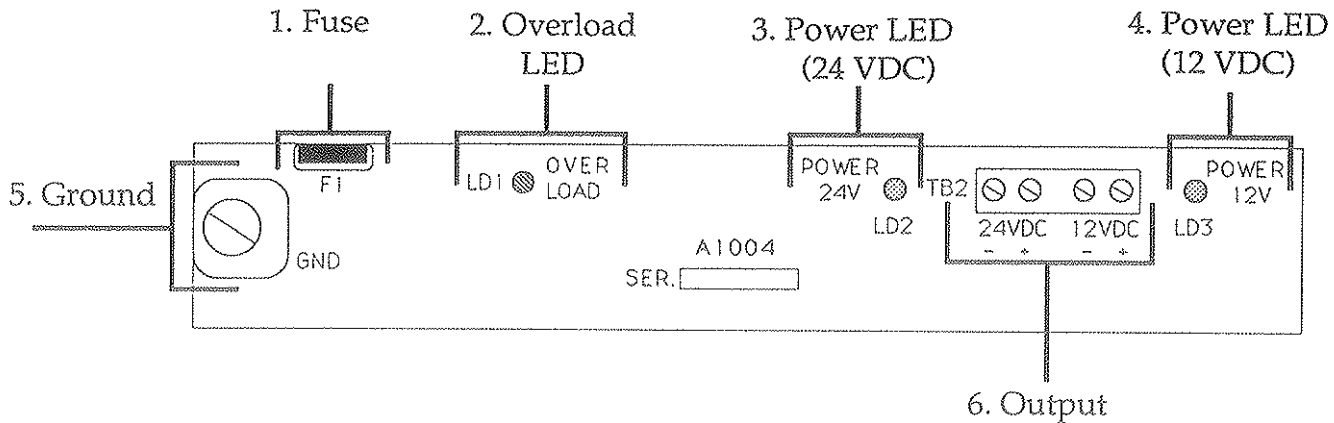 1. Fuse
2. Overload
LED
3. Power LED
(24 VDC)
4. Power LED
(12 VDC)
5. Ground
F1
LD1
OVER
LOAD
POWER
24V
LD2
TB2
24VDC
12VDC
- +
- +
LD3
POWER
12V
GND
A1004
SER.
6. Output